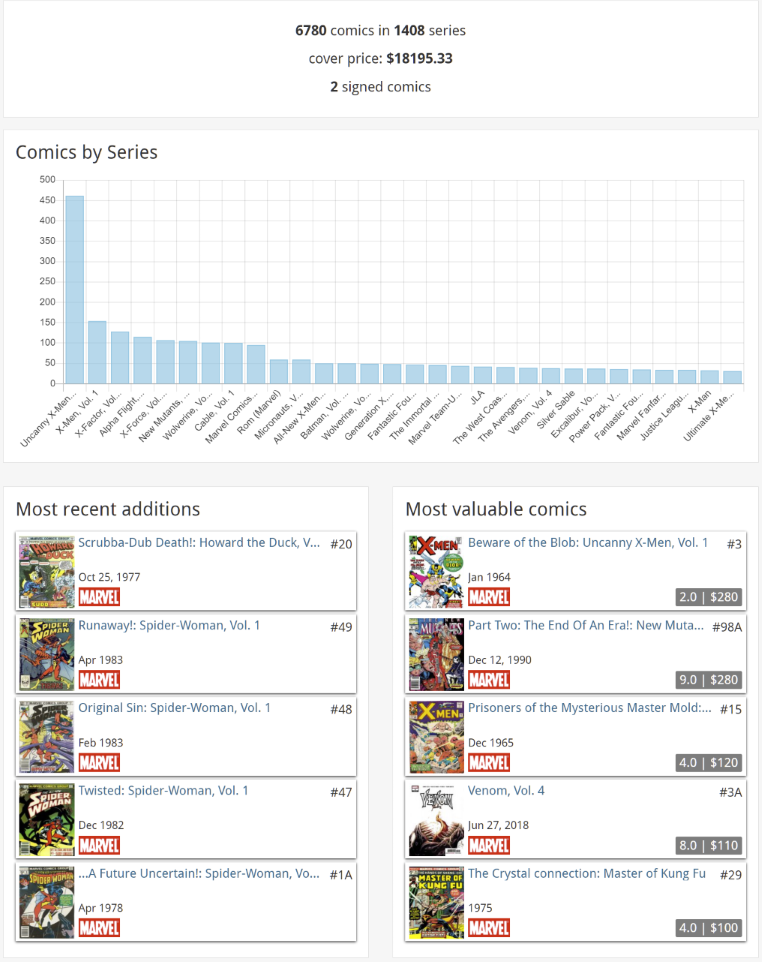 6780 comics in 1408 series
cover price: $18195.33
2 signed comics
Comics by Series
500
450
400
350
300
250
200
150
100
50
0
Uncanny X-Men...
X-Men, Vol. 1
X-Factor, Vol...
Alpha Flight...
X-Force, Vol...
New Mutants, ...
Wolverine, Vo...
Cable, Vol. 1
Marvel Comics...
Rom (Marvel)
Micronauts, V...
All-New X-Men...
Batman, Vol. ...
Wolverine, Vo...
Generation X,...
Fantastic Fou...
The Immortal ...
Marvel Team-U...
JLA
The West Coas...
The Avengers,...
Venom, Vol. 4
Silver Sable
Excalibur, Vo...
Power Pack, V...
Fantastic Fou...
Marvel Fanfar...
Justice Leagu...
X-Man
Ultimate X-Me...
Most recent additions
Scrubba-Dub Death!: Howard the Duck, V... #20
Oct 25, 1977
MARVEL
Runaway!: Spider-Woman, Vol. 1 #49
Apr 1983
MARVEL
Original Sin: Spider-Woman, Vol. 1 #48
Feb 1983
MARVEL
Twisted: Spider-Woman, Vol. 1 #47
Dec 1982
MARVEL
...A Future Uncertain!: Spider-Woman, Vo... #1A
Apr 1978
MARVEL
Most valuable comics
X-MEN
Beware of the Blob: Uncanny X-Men, Vol. 1 #3
Jan 1964
MARVEL
2.0 | $280
Part Two: The End Of An Era!: New Muta... #98A
Dec 12, 1990
MARVEL
9.0 | $280
X-MEN
Prisoners of the Mysterious Master Mold:... #15
Dec 1965
MARVEL
4.0 | $120
VENOM
Venom, Vol. 4 #3A
Jun 27, 2018
MARVEL
8.0 | $110
MASTER OF
KUNG FU
The Crystal connection: Master of Kung Fu #29
1975
MARVEL
4.0 | $100